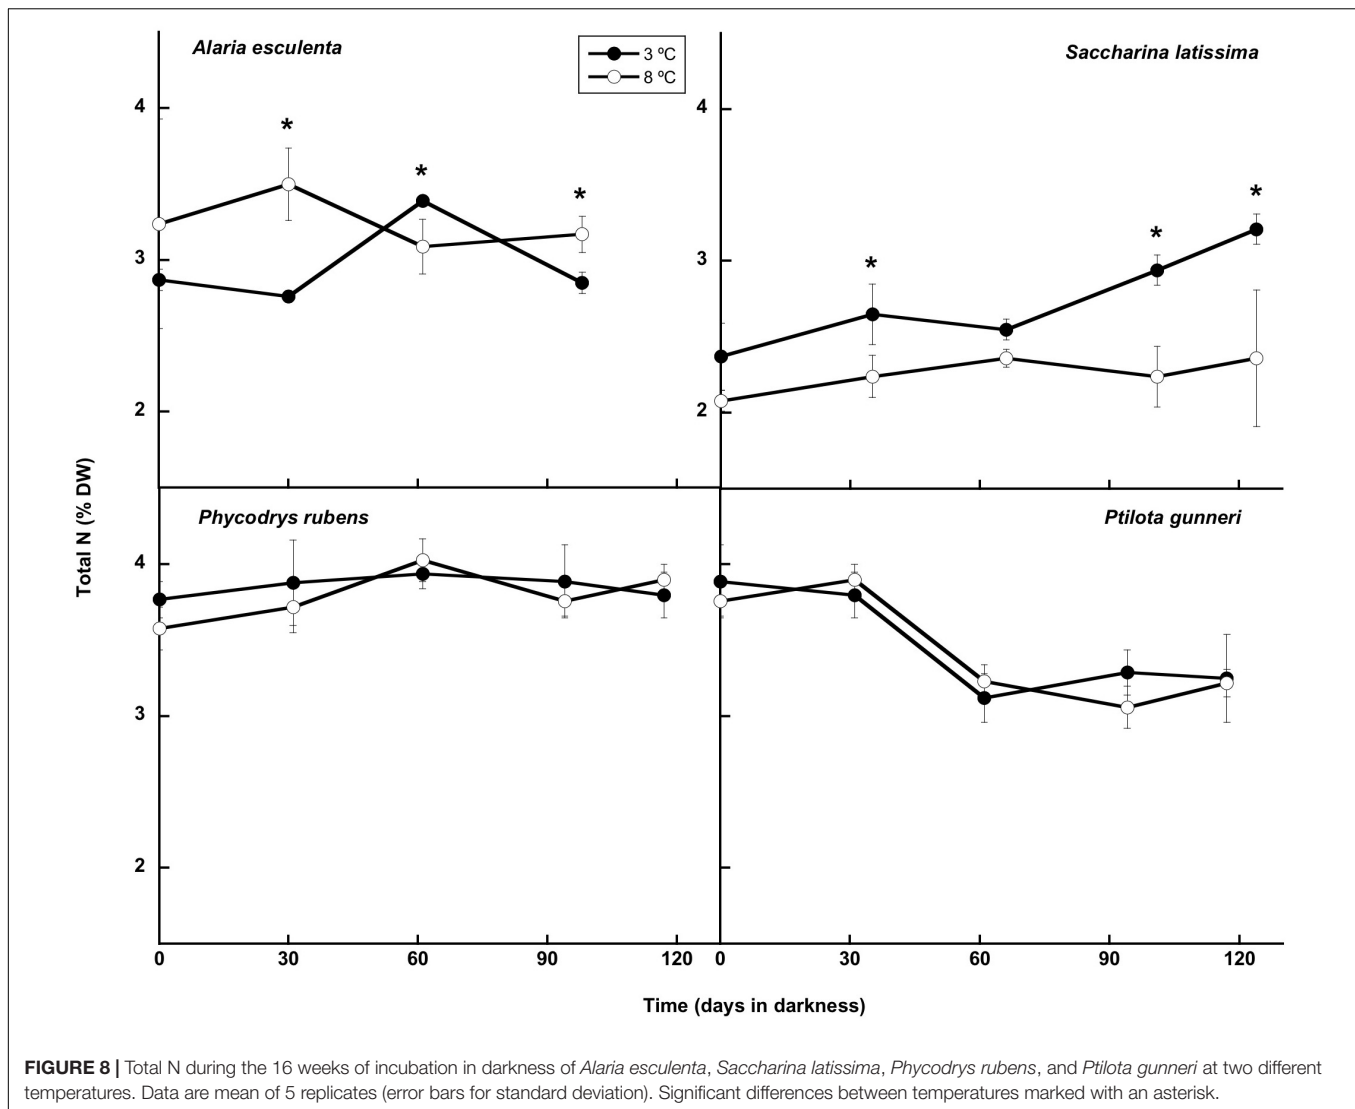 Alaria esculenta
3 ºC
8 ºC
Saccharina latissima
4
*
*
*
3
2
4
*
*
*
3
2
Total N (% DW)
Phycodrys rubens
Ptilota gunneri
4
3
2
0 30 60 90 120 0 30 60 90 120
Time (days in darkness)
FIGURE 8 | Total N during the 16 weeks of incubation in darkness of Alaria esculenta, Saccharina latissima, Phycodrys rubens, and Ptilota gunneri at two different
temperatures. Data are mean of 5 replicates (error bars for standard deviation). Significant differences between temperatures marked with an asterisk.